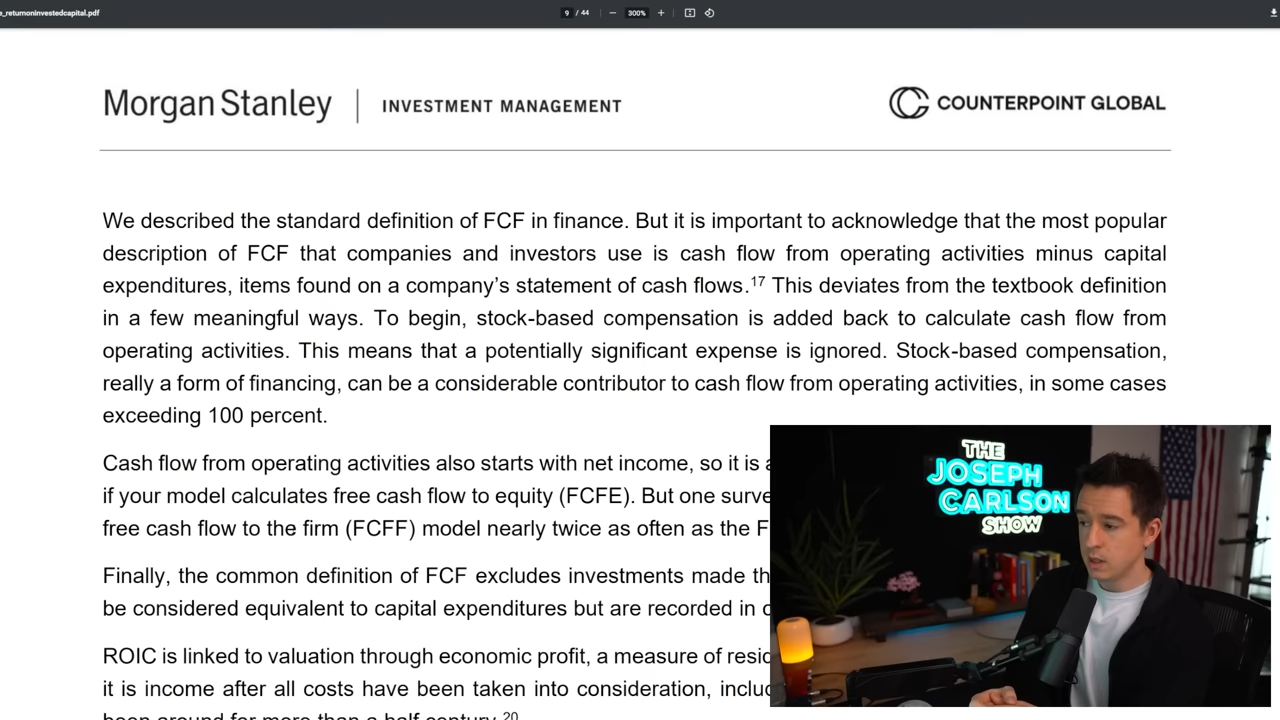 _returnoninvestedcapital.pdf
9 / 44
300%
Morgan Stanley
INVESTMENT MANAGEMENT
COUNTERPOINT GLOBAL
We described the standard definition of FCF in finance. But it is important to acknowledge that the most popular
description of FCF that companies and investors use is cash flow from operating activities minus capital
expenditures, items found on a company's statement of cash flows.17 This deviates from the textbook definition
in a few meaningful ways. To begin, stock-based compensation is added back to calculate cash flow from
operating activities. This means that a potentially significant expense is ignored. Stock-based compensation,
really a form of financing, can be a considerable contributor to cash flow from operating activities, in some cases
exceeding 100 percent.
Cash flow from operating activities also starts with net income, so it is
if your model calculates free cash flow to equity (FCFE). But one
free cash flow to the firm (FCFF) model nearly twice as often as the
Finally, the common definition of FCF excludes investments made
be considered equivalent to capital expenditures but are recorded in
ROIC is linked to valuation through economic profit, a measure of
it is income after all costs have been taken into consideration,
been around for more than a half century.20
THE
JOSEPH
CARLSON
SHOW